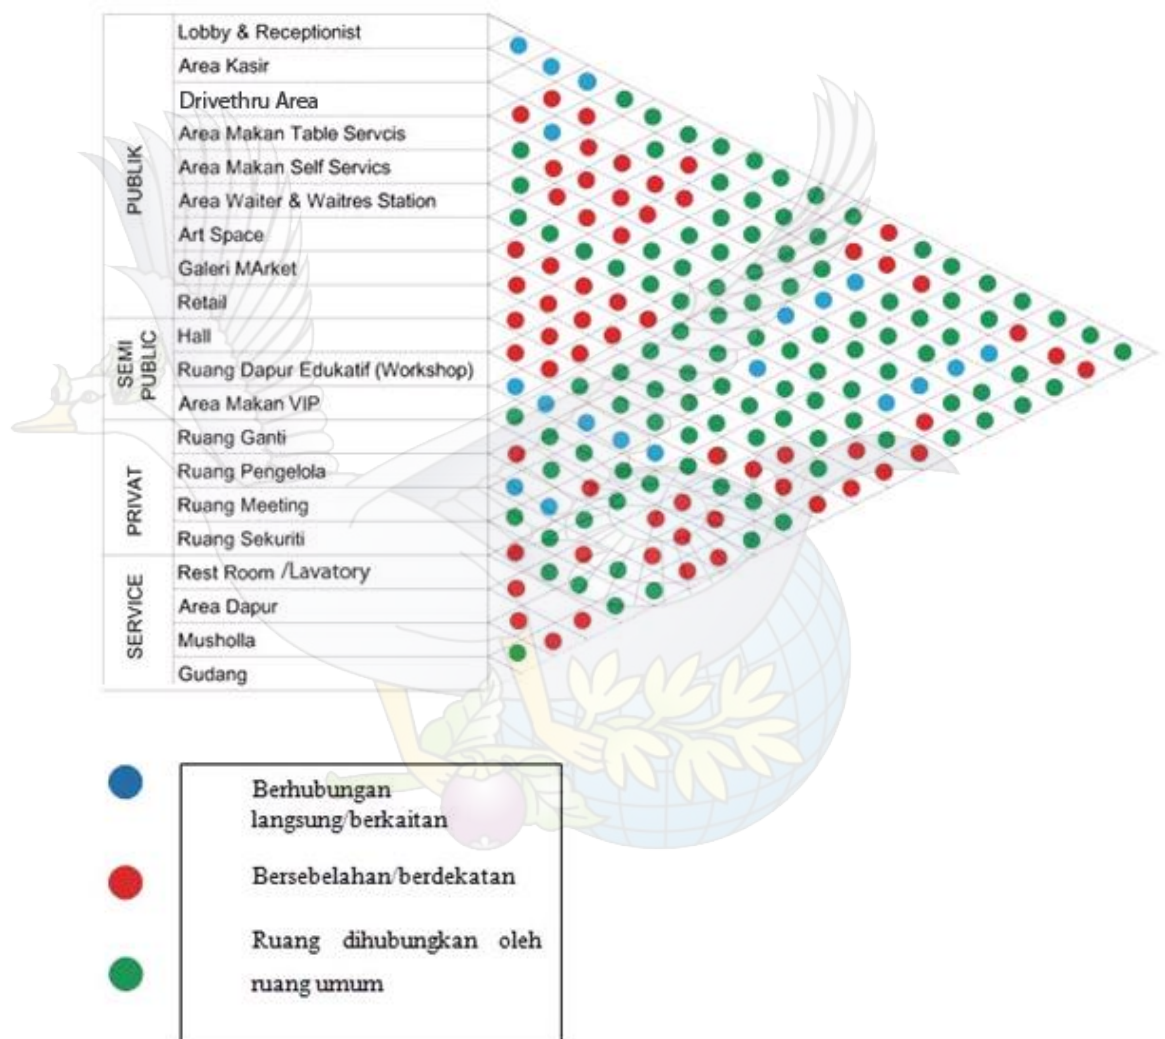 PUBLIK
Lobby & Receptionist
Area Kasir
Drivethru Area
Area Makan Table Servcis
Area Makan Self Servics
Area Waiter & Waitres Station
Art Space
Galeri MArket
Retail
SEMI
PUBLIC
Hall
Ruang Dapur Edukatif (Workshop)
Area Makan VIP
PRIVAT
Ruang Ganti
Ruang Pengelola
Ruang Meeting
Ruang Sekuriti
SERVICE
Rest Room /Lavatory
Area Dapur
Musholla
Gudang
Berhubungan
langsung/berkaitan
Bersebelahan/berdekatan
Ruang dihubungkan oleh
ruang umum